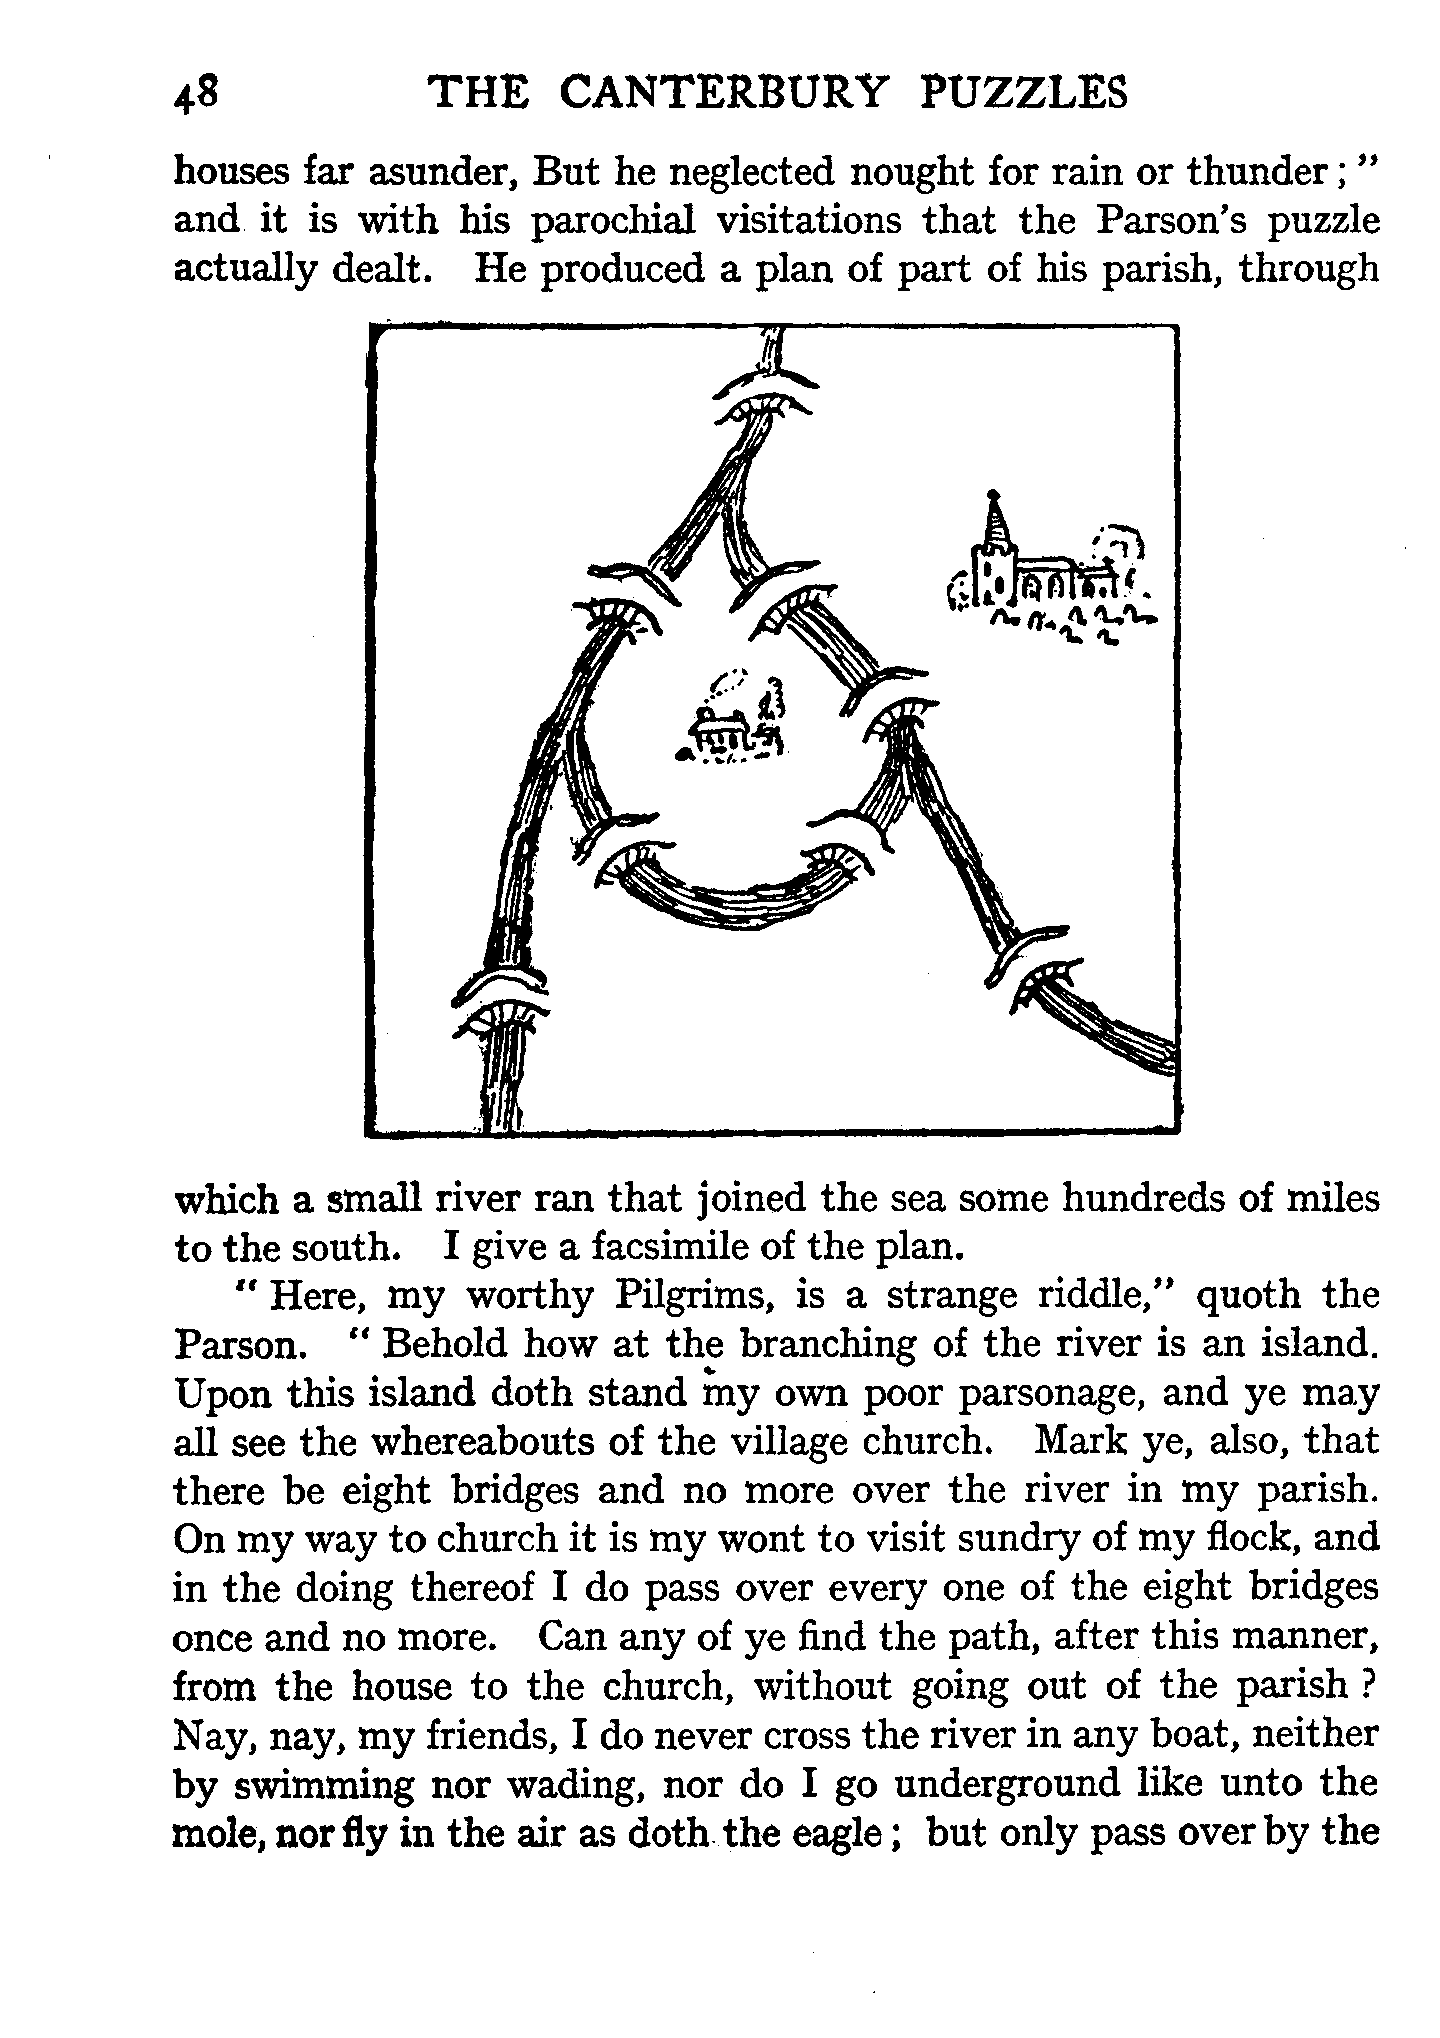 48 THE CANTERBURY PUZZLES
houses far asunder, But he neglected nought for rain or thunder;”
and it is with his parochial visitations that the Parson’s puzzle
actually dealt. He produced a plan of part of his parish, through
which a small river ran that joined the sea some hundreds of miles
to the south. I give a facsimile of the plan.
“Here, my worthy Pilgrims, is a strange riddle,” quoth the
Parson. “Behold how at the branching of the river is an island.
Upon this island doth stand my own poor parsonage, and ye may
all see the whereabouts of the village church. Mark ye, also, that
there be eight bridges and no more over the river in my parish.
On my way to church it is my wont to visit sundry of my flock, and
in the doing thereof I do pass over every one of the eight bridges
once and no more. Can any of ye find the path, after this manner,
from the house to the church, without going out of the parish?
Nay, nay, my friends, I do never cross the river in any boat, neither
by swimming nor wading, nor do I go underground like unto the
mole, nor fly in the air as doth the eagle; but only pass over by the